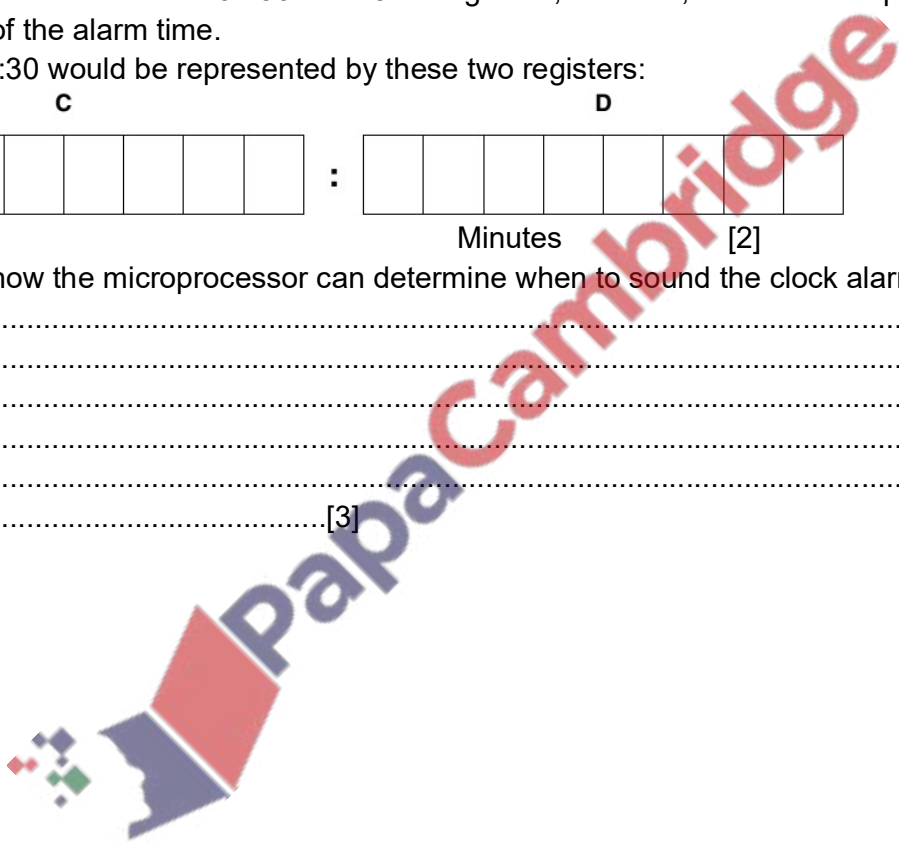 of the alarm time.
:30 would be represented by these two registers:
C D
:
Minutes [2]
how the microprocessor can determine when to sound the clock
................................................................................
................................................................................
................................................................................
................................................................................
................................................................................
....................................[3]
PapaCambridge